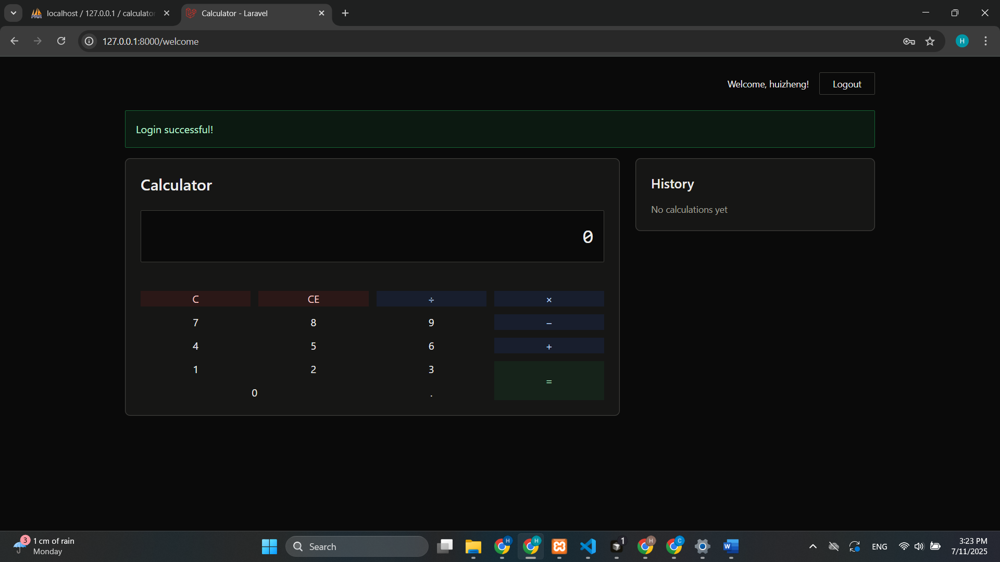 localhost / 127.0.0.1 / calculator
Calculator - Laravel
127.0.0.1:8000/welcome
H
Welcome, huizheng!
Logout
Login successful!
Calculator
0
C CE ÷ ×
7 8 9 −
4 5 6 +
1 2 3 =
0 .
History
No calculations yet
3
1 cm of rain
Monday
Search
H
H
1
H
C
W
ENG
3:23 PM
7/11/2025